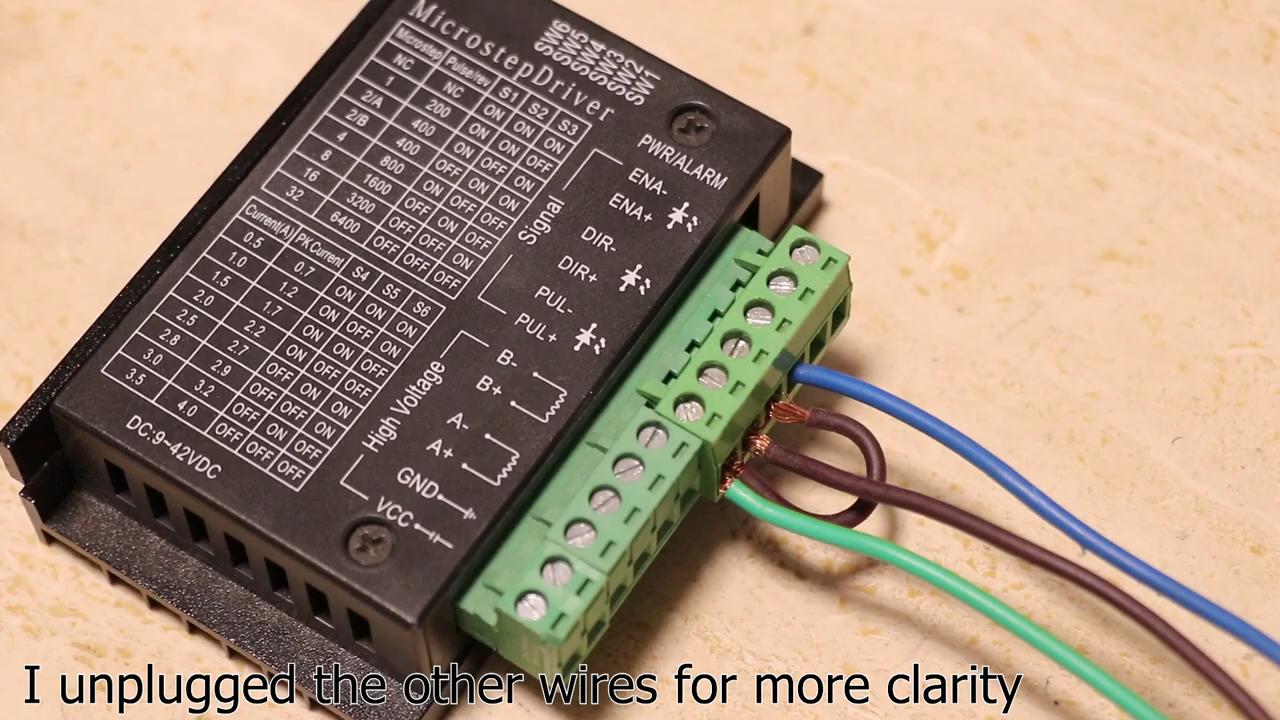 MicrostepDriver
SW6
SW5
SW4
SW3
SW2
SW1
Microstep Pulse/rev S1 S2 S3
NC NC ON ON ON
1 200 ON ON OFF
2/A 400 ON OFF ON
2/B 400 OFF ON ON
4 800 ON OFF OFF
8 1600 OFF ON OFF
16 3200 OFF OFF ON
32 6400 OFF OFF OFF
Current(A) PK Current S4 S5 S6
0.5 0.7 ON ON ON
1.0 1.2 ON OFF ON
1.5 1.7 ON ON OFF
2.0 2.2 ON OFF OFF
2.5 2.7 OFF ON ON
2.8 2.9 OFF OFF ON
3.0 3.2 OFF ON OFF
3.5 4.0 OFF OFF OFF
DC:9~42VDC
PWR/ALARM
Signal
ENA-
ENA+
DIR-
DIR+
PUL-
PUL+
High Voltage
B-
B+
A-
A+
GND
VCC
I unplugged the other wires for more clarity